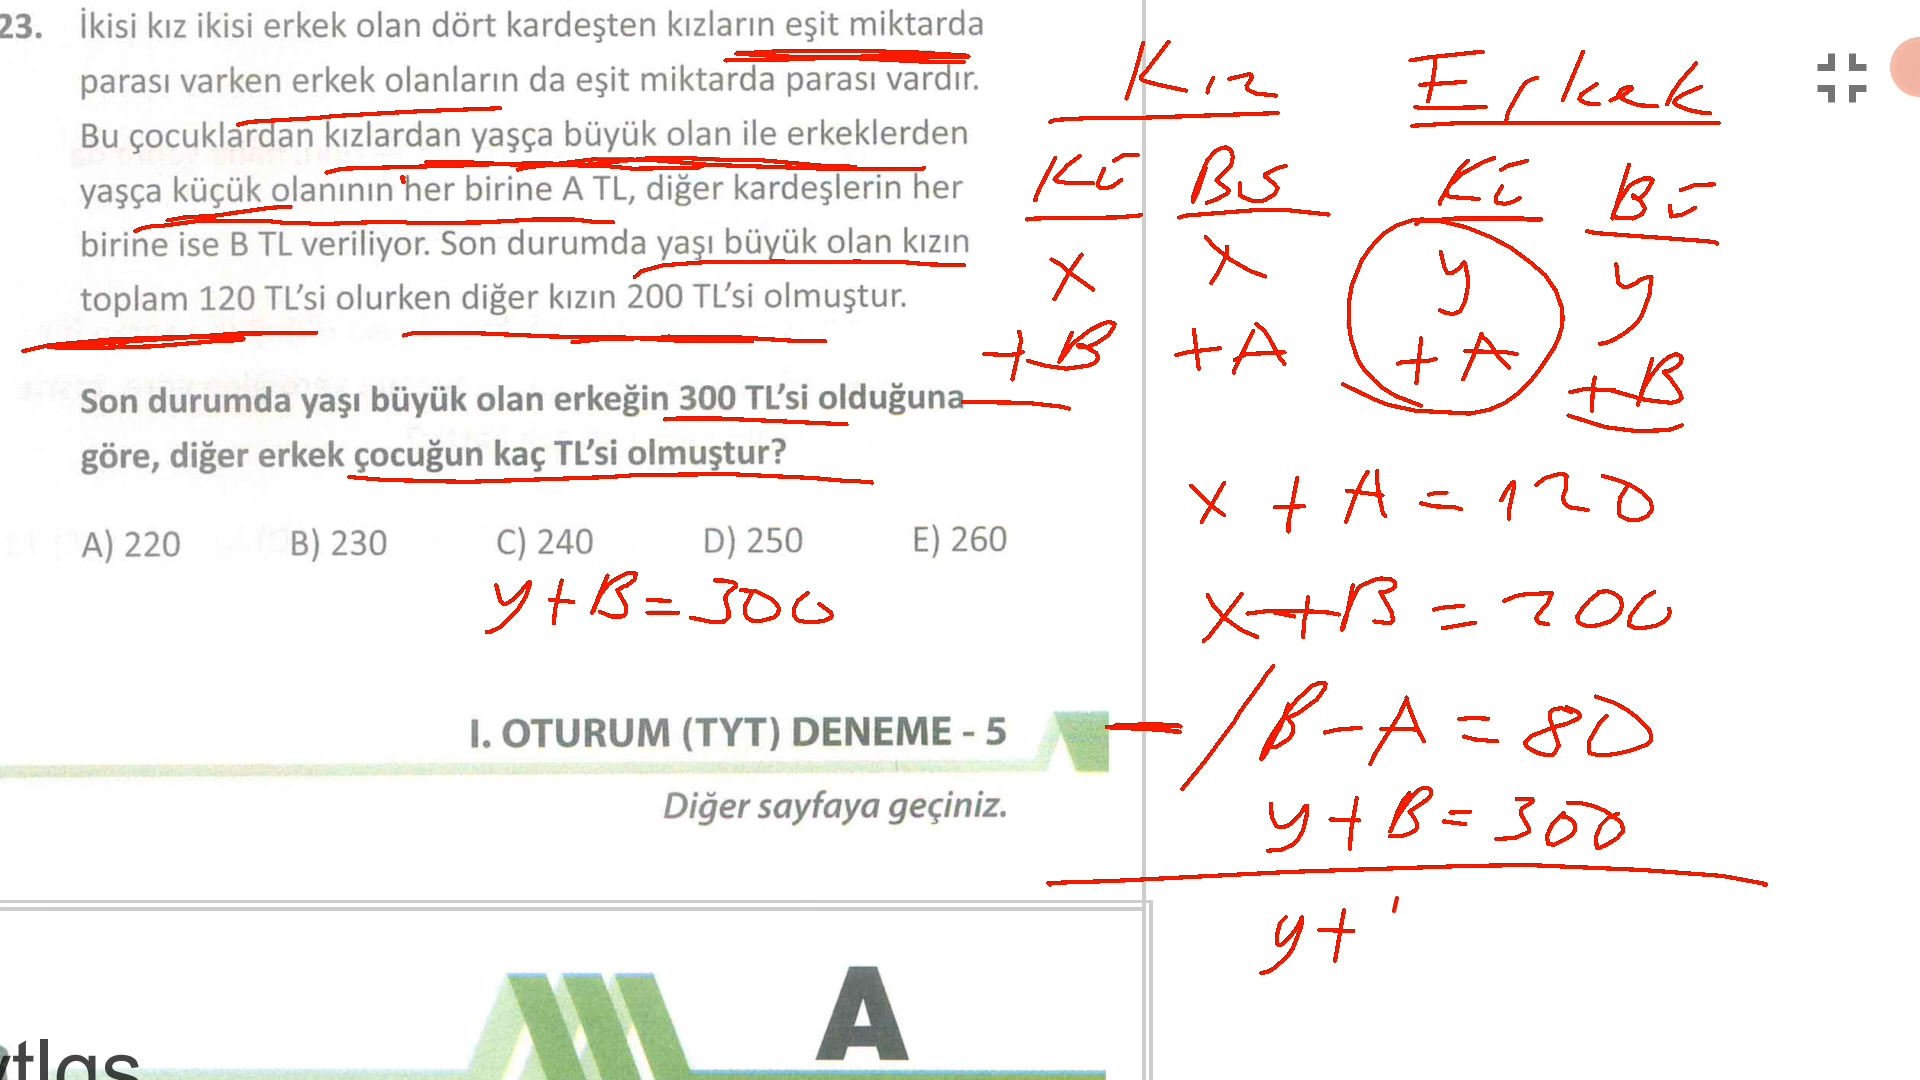 23. İkisi kız ikisi erkek olan dört kardeşten kızların eşit miktarda
parası varken erkek olanların da eşit miktarda parası vardır.
Bu çocuklardan kızlardan yaşça büyük olan ile erkeklerden
yaşça küçük olanının her birine A TL, diğer kardeşlerin her
birine ise B TL veriliyor. Son durumda yaşı büyük olan kızın
toplam 120 TL'si olurken diğer kızın 200 TL'si olmuştur.
Son durumda yaşı büyük olan erkeğin 300 TL'si olduğuna
göre, diğer erkek çocuğun kaç TL'si olmuştur?
A) 220 B) 230 C) 240 D) 250 E) 260
y+B=300
I. OTURUM (TYT) DENEME - 5
Diğer sayfaya geçiniz.
A
Kız Erkek
x x y y
+B +A +A +B
x + A = 120
x + B = 200
-/ B - A = 80
y + B = 300
y +